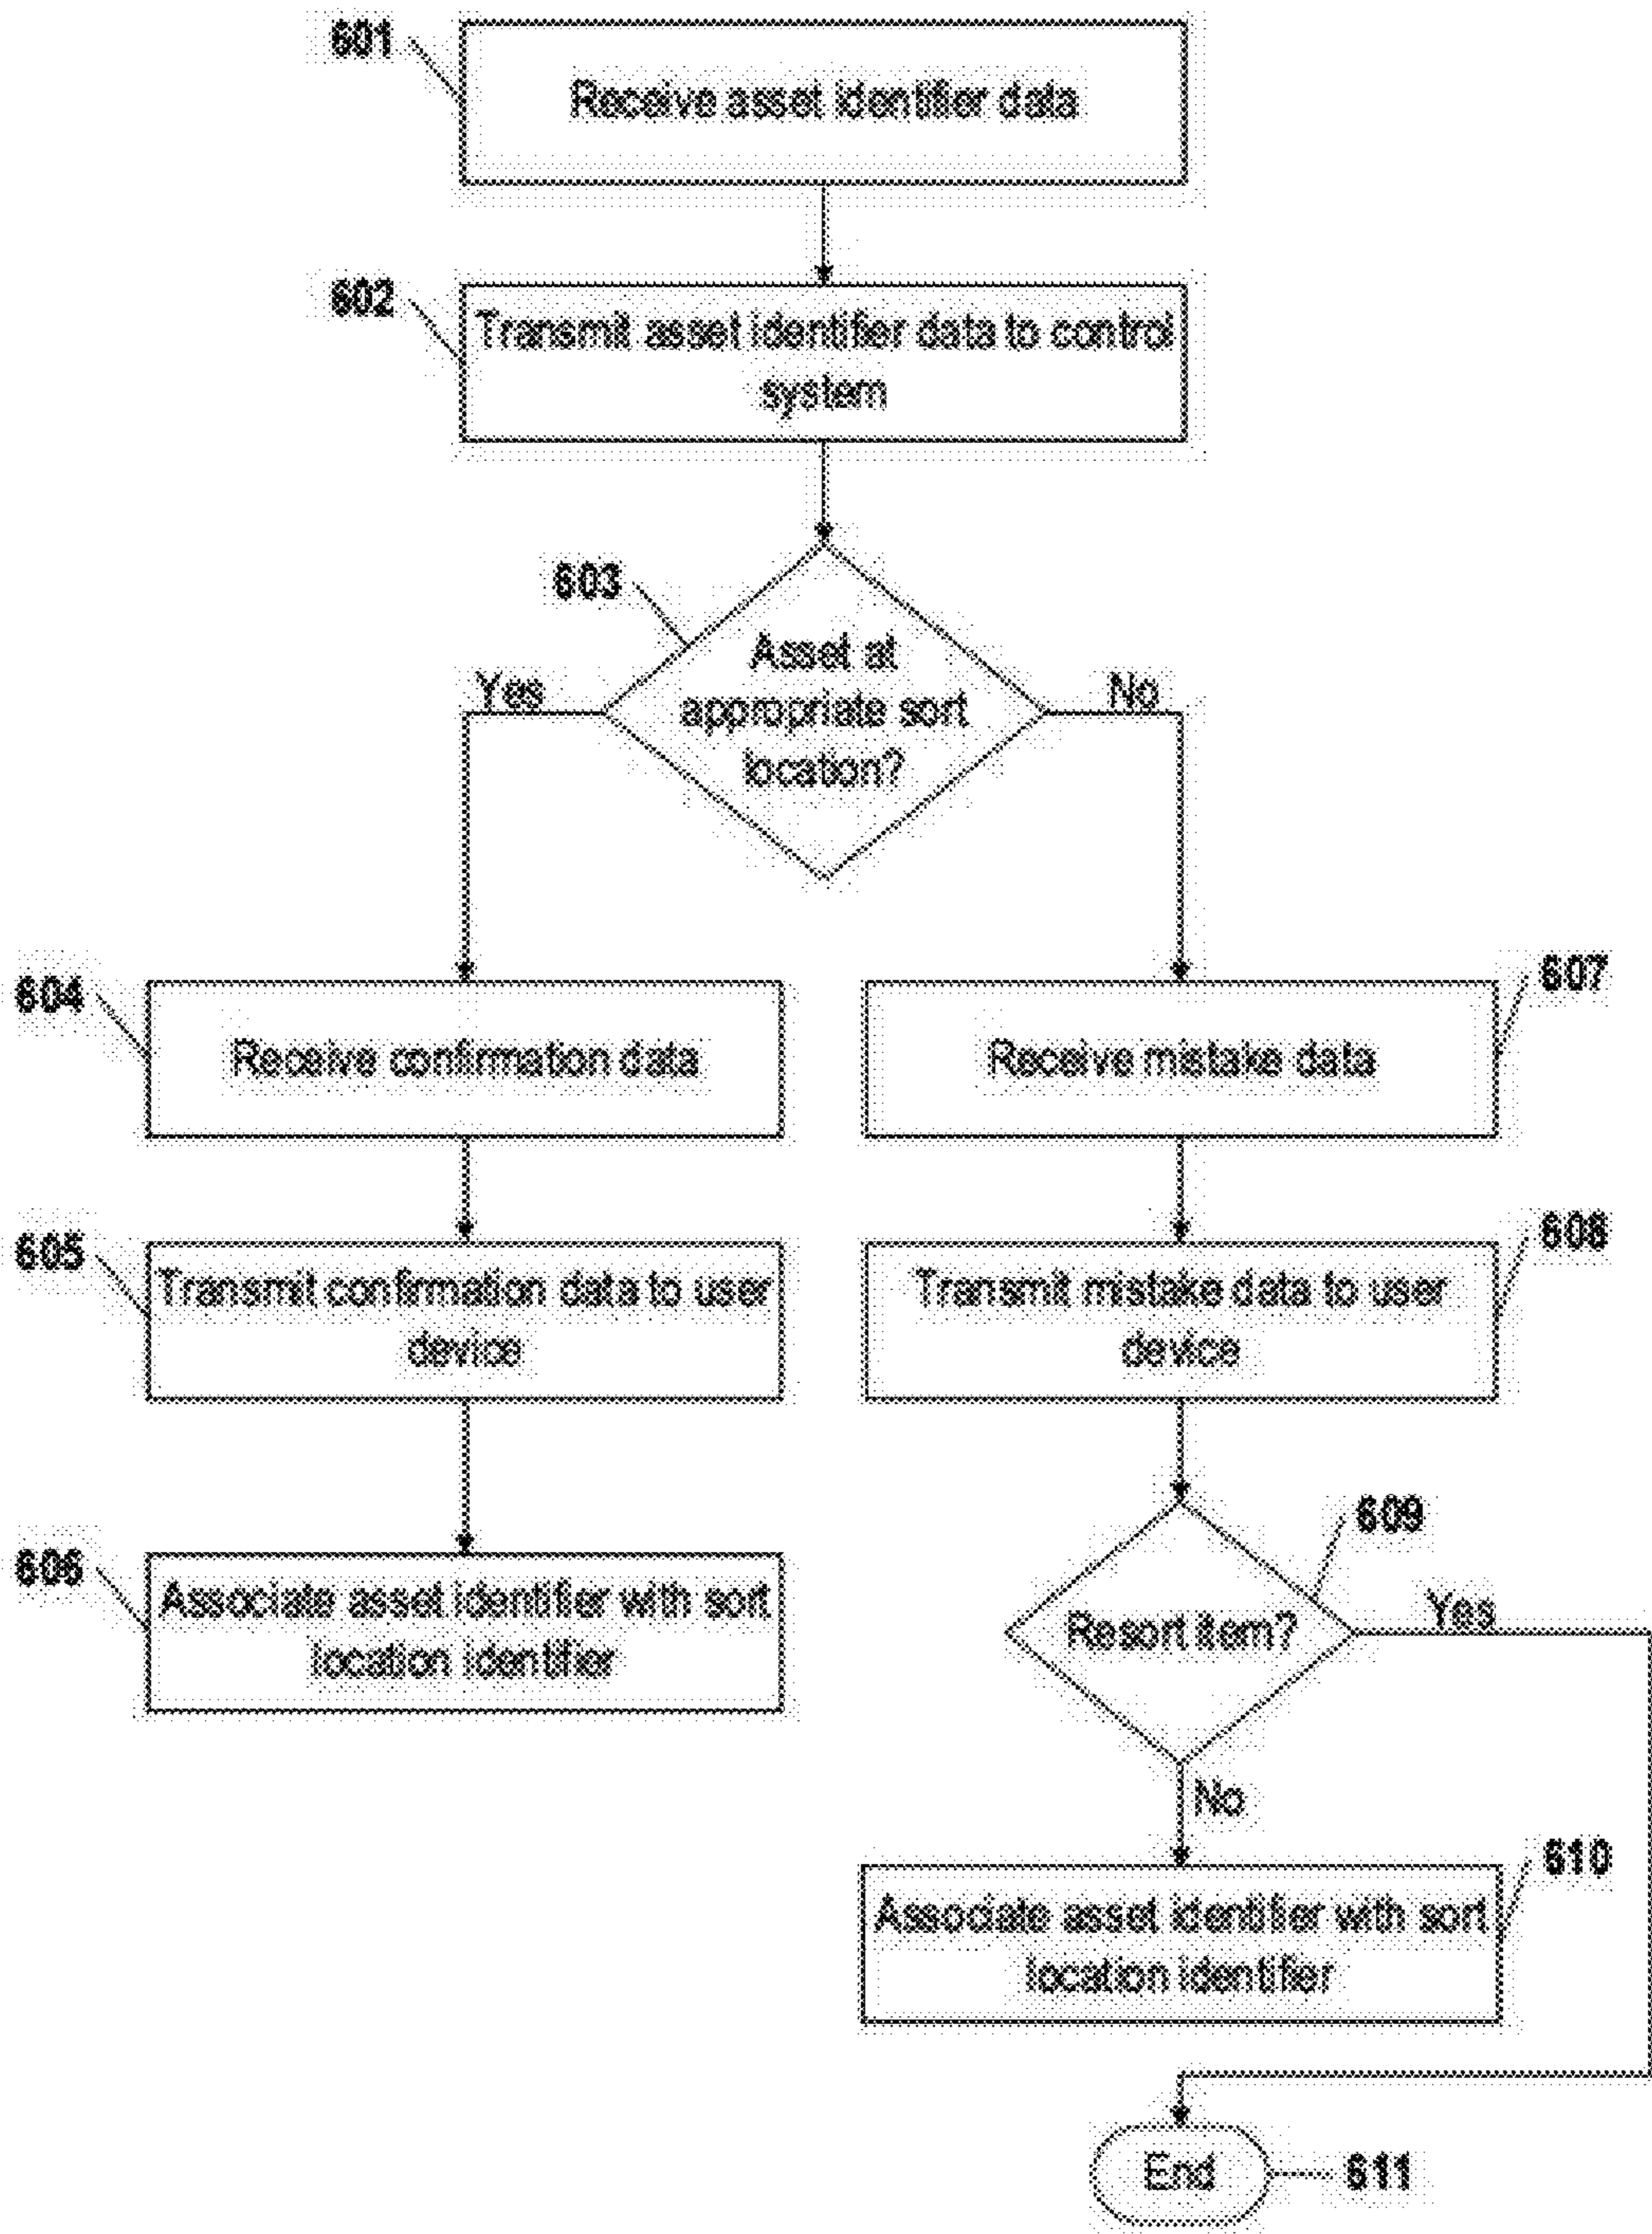 601
Receive asset identifier data
602
Transmit asset identifier data to control
system
603
Asset at
appropriate sort
location?
Yes
No
604
Receive confirmation data
607
Receive mistake data
605
Transmit confirmation data to user
device
608
Transmit mistake data to user
device
606
Associate asset identifier with sort
location identifier
609
Resort item?
Yes
No
610
Associate asset identifier with sort
location identifier
End
611